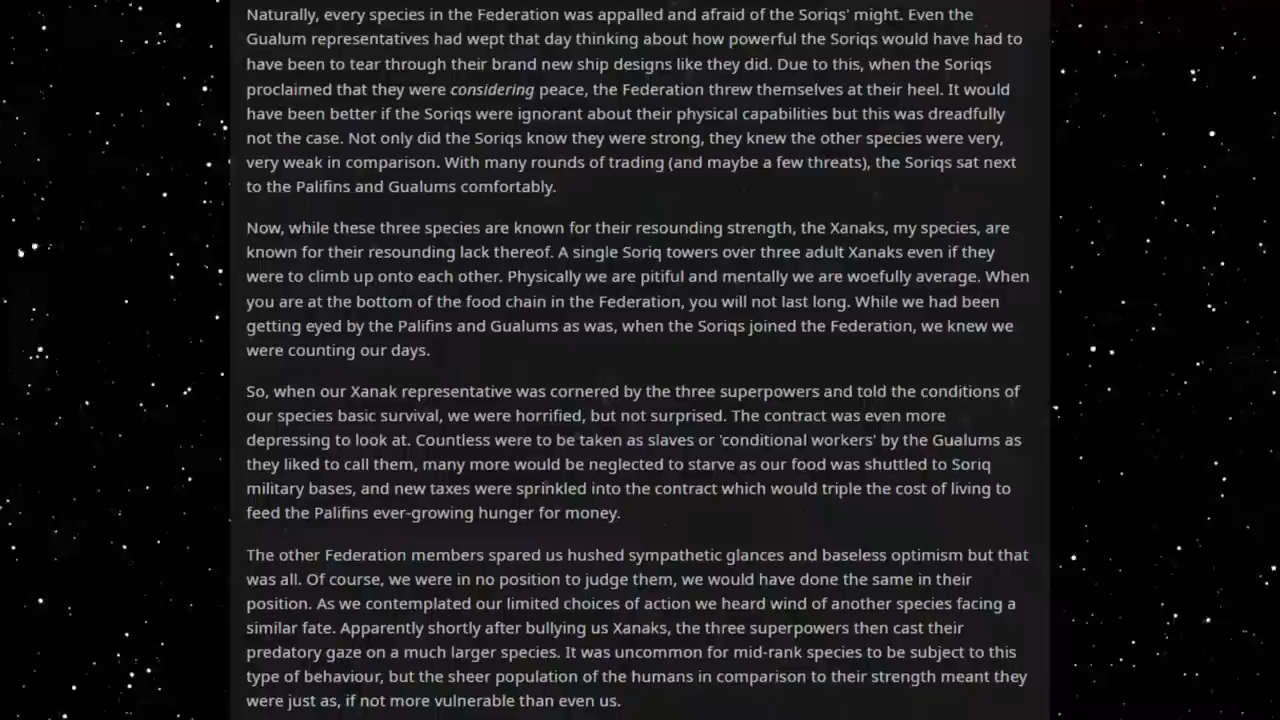 Naturally, every species in the Federation was appalled and afraid of the Soriqs' might. Even the
Gualum representatives had wept that day thinking about how powerful the Soriqs would have had to
have been to tear through their brand new ship designs like they did. Due to this, when the Soriqs
proclaimed that they were considering peace, the Federation threw themselves at their heel. It would
have been better if the Soriqs were ignorant about their physical capabilities but this was dreadfully
not the case. Not only did the Soriqs know they were strong, they knew the other species were very,
very weak in comparison. With many rounds of trading (and maybe a few threats), the Soriqs sat next
to the Palifins and Gualums comfortably.
Now, while these three species are known for their resounding strength, the Xanaks, my species, are
known for their resounding lack thereof. A single Soriq towers over three adult Xanaks even if they
were to climb up onto each other. Physically we are pitiful and mentally we are woefully average. When
you are at the bottom of the food chain in the Federation, you will not last long. While we had been
getting eyed by the Palifins and Gualums as was, when the Soriqs joined the Federation, we knew we
were counting our days.
So, when our Xanak representative was cornered by the three superpowers and told the conditions of
our species basic survival, we were horrified, but not surprised. The contract was even more
depressing to look at. Countless were to be taken as slaves or 'conditional workers' by the Gualums as
they liked to call them, many more would be neglected to starve as our food was shuttled to Soriq
military bases, and new taxes were sprinkled into the contract which would triple the cost of living to
feed the Palifins ever-growing hunger for money.
The other Federation members spared us hushed sympathetic glances and baseless optimism but that
was all. Of course, we were in no position to judge them, we would have done the same in their
position. As we contemplated our limited choices of action we heard wind of another species facing a
similar fate. Apparently shortly after bullying us Xanaks, the three superpowers then cast their
predatory gaze on a much larger species. It was uncommon for mid-rank species to be subject to this
type of behaviour, but the sheer population of the humans in comparison to their strength meant they
were just as, if not more vulnerable than even us.